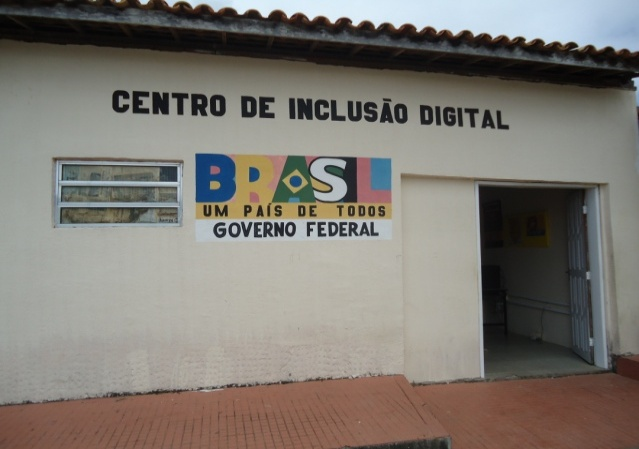 CENTRO DE INCLUSÃO DIGITAL
BRASIL
UM PAÍS DE TODOS
GOVERNO FEDERAL